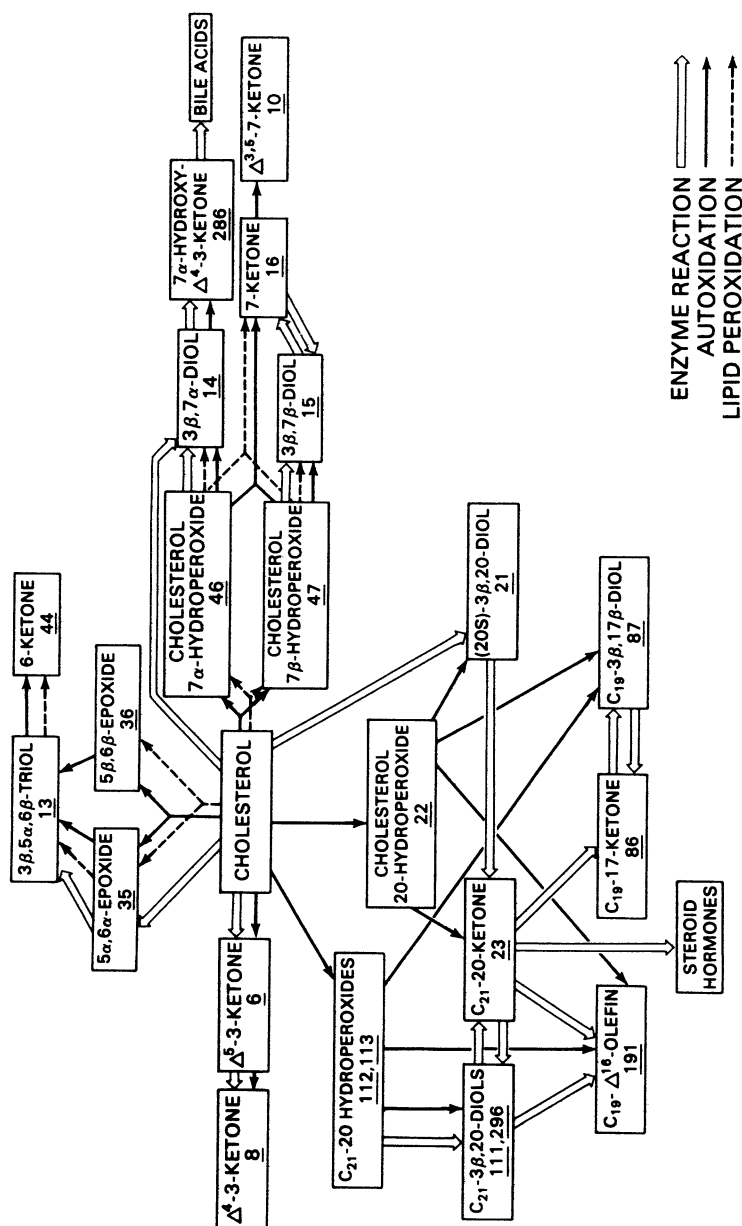 Δ⁴-3-KETONE
8
Δ⁵-3-KETONE
6
5α,6α-EPOXIDE
35
3β,5α,6β-TRIOL
13
6-KETONE
44
5β,6β-EPOXIDE
36
CHOLESTEROL
CHOLESTEROL
7α-HYDROPEROXIDE
46
CHOLESTEROL
7β-HYDROPEROXIDE
47
3β,7α-DIOL
14
3β,7β-DIOL
15
7α-HYDROXY-
Δ⁴-3-KETONE
286
BILE ACIDS
7-KETONE
16
Δ³,⁵-7-KETONE
10
C₂₁-20 HYDROPEROXIDES
112,113
CHOLESTEROL
20-HYDROPEROXIDE
22
(20S)-3β,20-DIOL
21
C₂₁-3β,20-DIOLS
111,296
C₂₁-20-KETONE
23
C₁₉-Δ¹⁶-OLEFIN
191
STEROID
HORMONES
C₁₉-17-KETONE
86
C₁₉-3β,17β-DIOL
87
ENZYME REACTION
AUTOXIDATION
LIPID PEROXIDATION